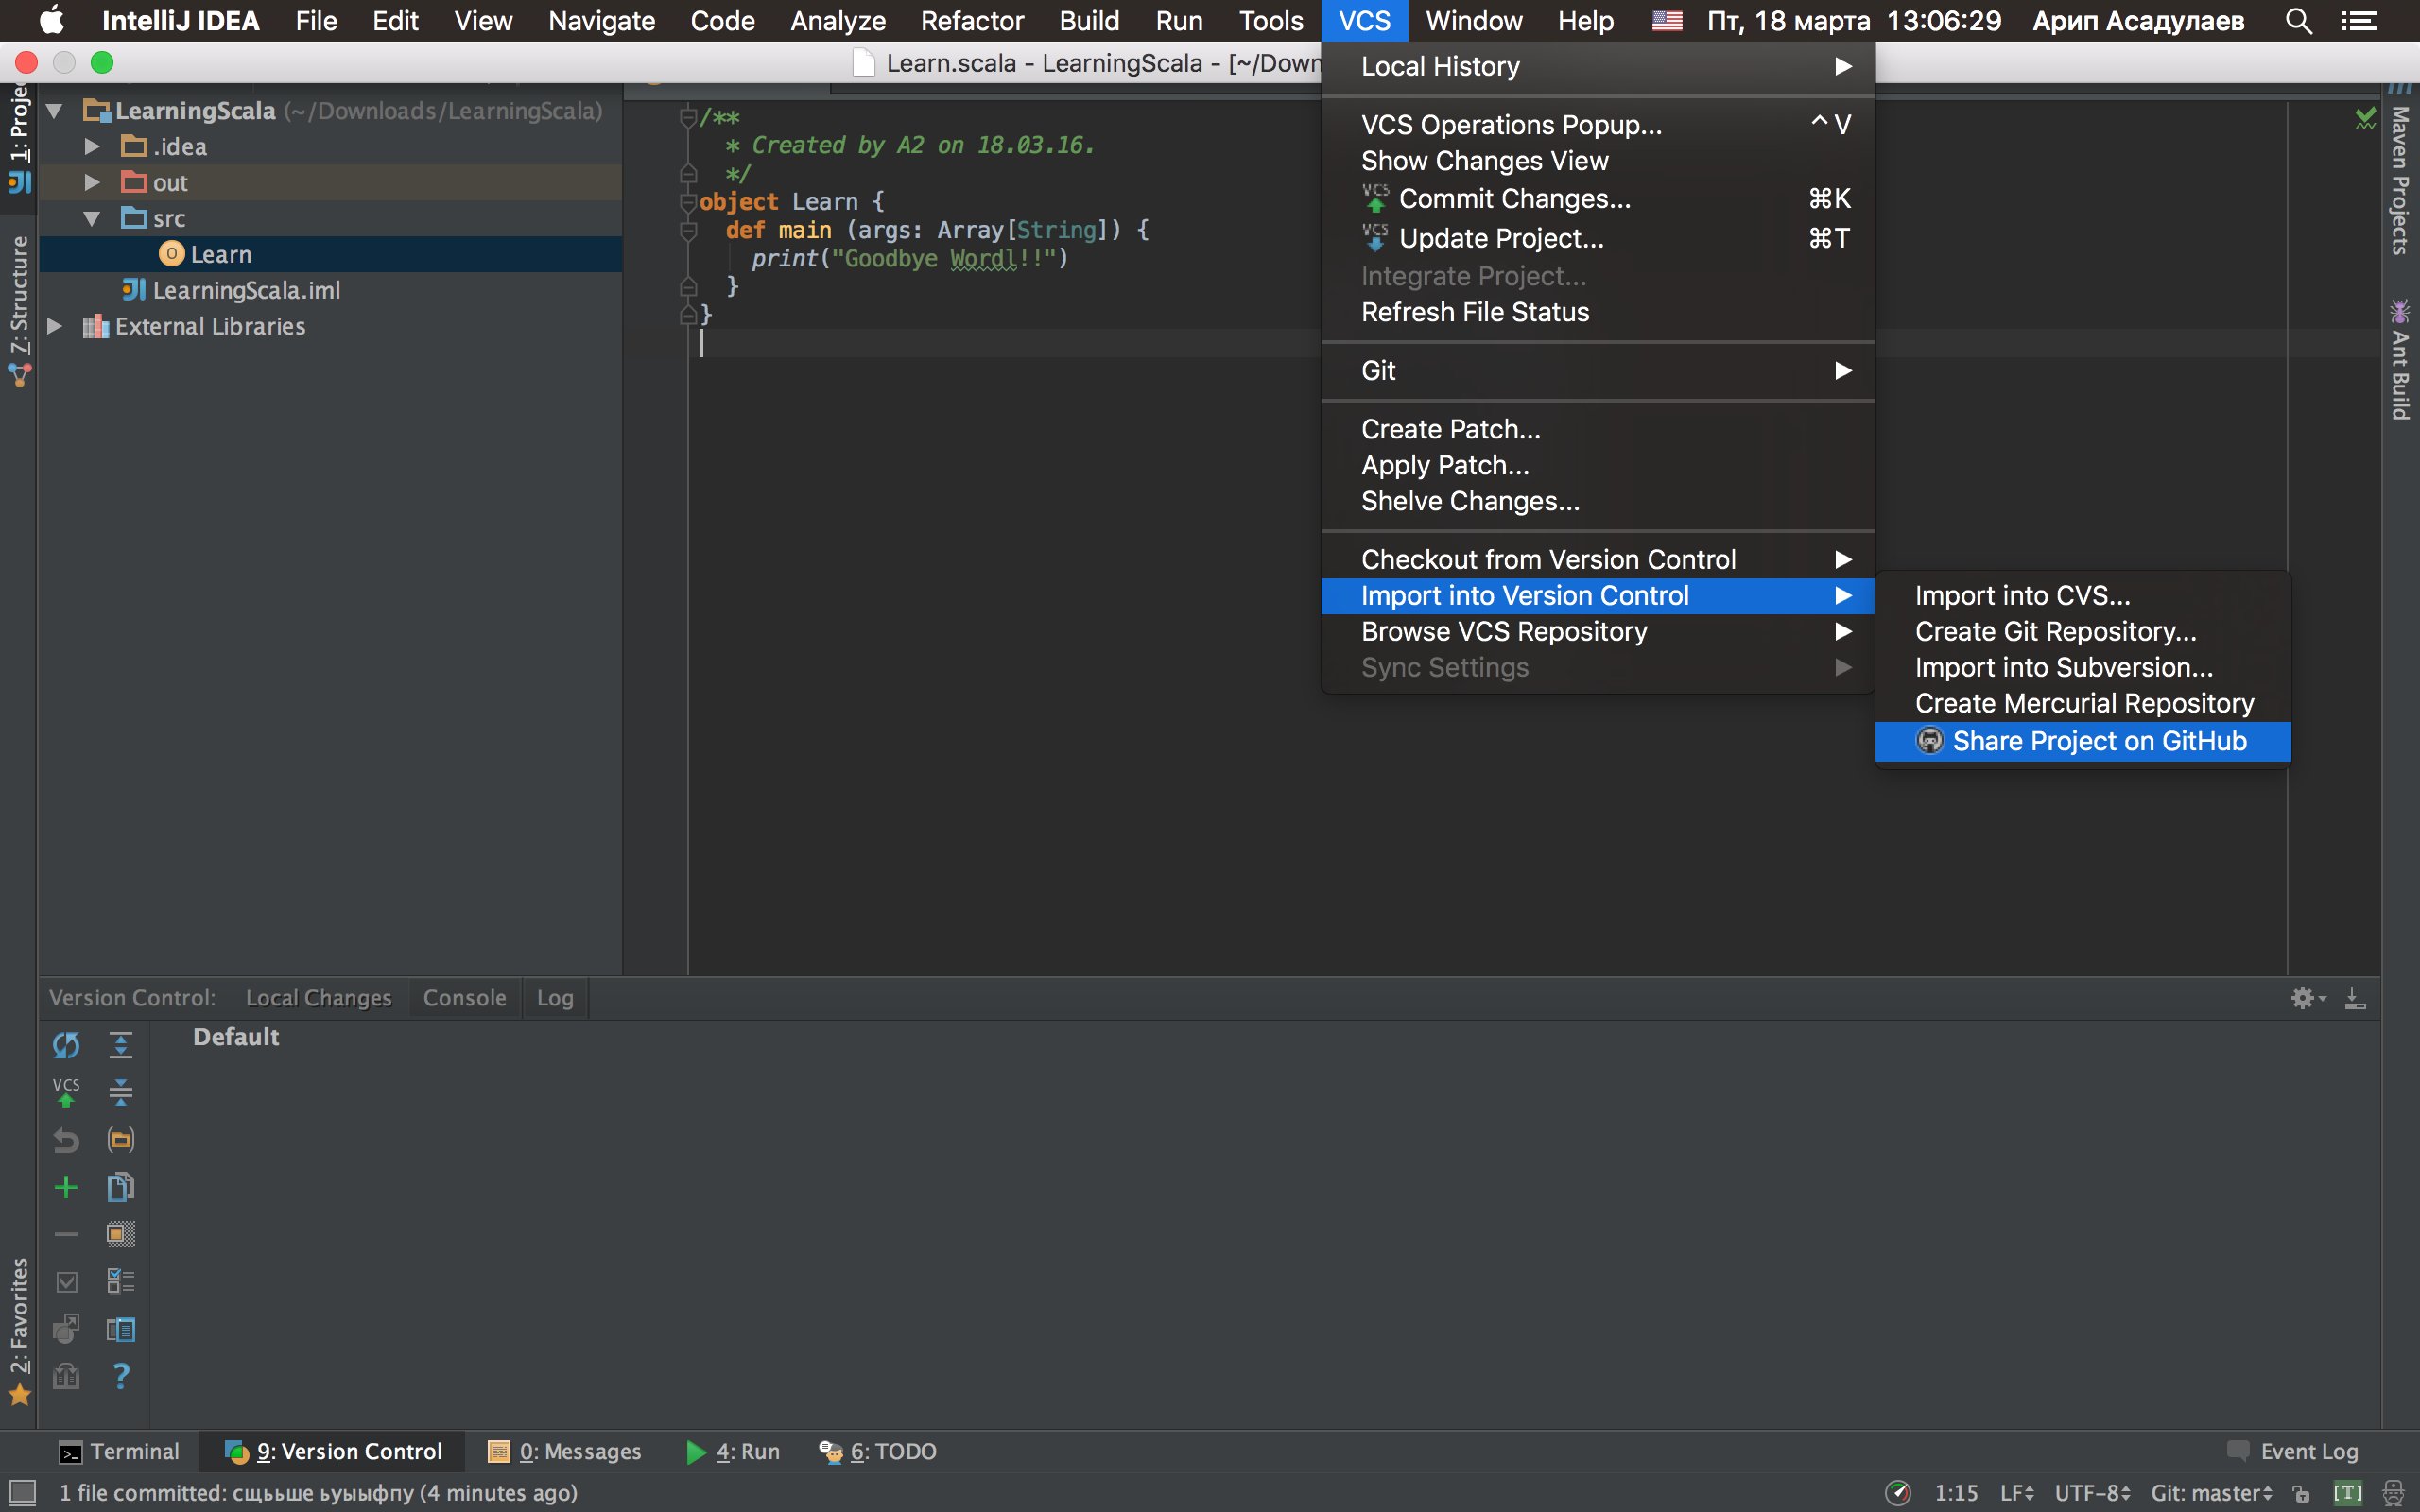 IntelliJ IDEA File Edit View Navigate Code Analyze Refactor Build Run Tools VCS Window Help Пт, 18 марта 13:06:29 Арип Асадулаев
Learn.scala - LearningScala - [~/Down
1: Projec
LearningScala (~/Downloads/LearningScala)
.idea
out
src
Learn
LearningScala.iml
External Libraries
7: Structure
2: Favorites
/**
* Created by A2 on 18.03.16.
*/
object Learn {
def main (args: Array[String]) {
print("Goodbye Wordl!!")
}
}
Local History
VCS Operations Popup... ^V
Show Changes View
VCS Commit Changes... ⌘K
VCS Update Project... ⌘T
Integrate Project...
Refresh File Status
Git
Create Patch...
Apply Patch...
Shelve Changes...
Checkout from Version Control
Import into Version Control
Browse VCS Repository
Sync Settings
Import into CVS...
Create Git Repository...
Import into Subversion...
Create Mercurial Repository
Share Project on GitHub
Maven Projects
Ant Build
Version Control: Local Changes Console Log
Default
VCS
Terminal 9: Version Control 0: Messages 4: Run 6: TODO Event Log
1 file committed: сщььше ьуыыфпу (4 minutes ago) 1:15 LF UTF-8 Git: master [T]